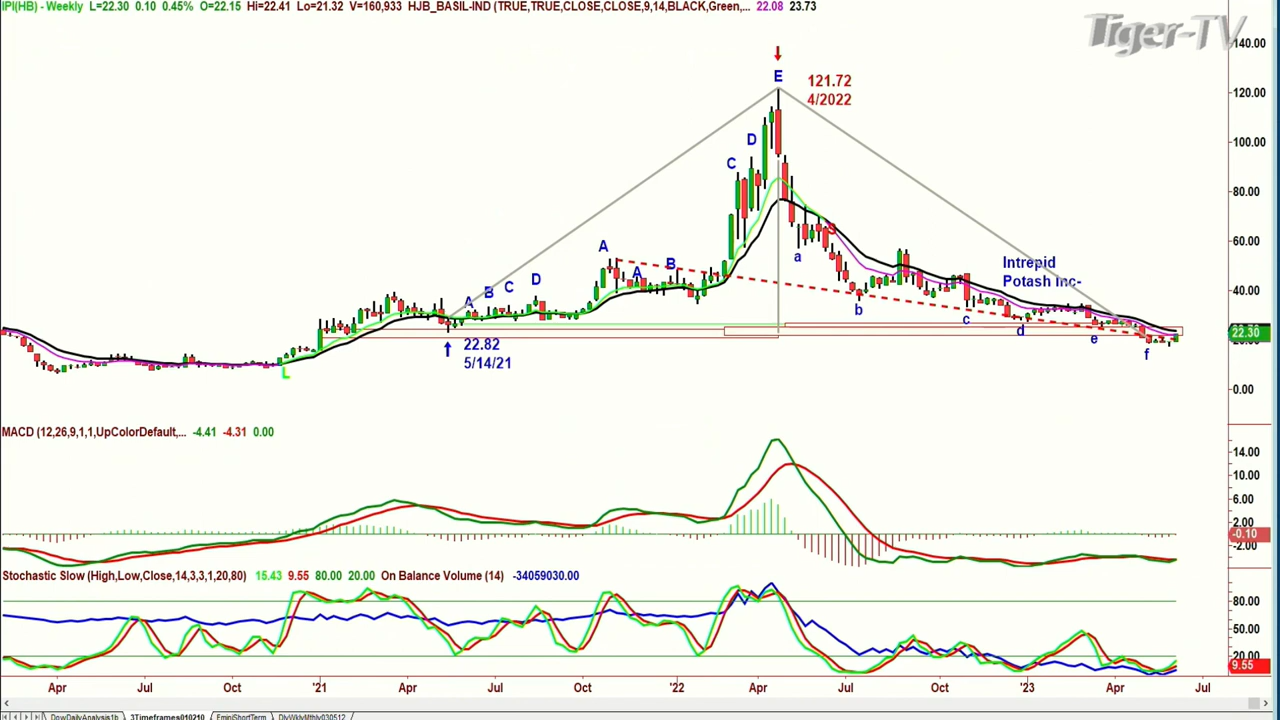 IPI(HB) - Weekly L=22.30 0.10 0.45% O=22.15 Hi=22.41 Lo=21.32 V=160,933 HJB_BASIL-IND (TRUE,TRUE,CLOSE,CLOSE,9,14,BLACK,Green,... 22.08 23.73
Tiger-TV
140.00
E 121.72
120.00
4/2022
D
100.00
C
80.00
S
A
60.00
a
B
Intrepid
A
Potash Inc-
D
C
B
A
40.00
b
c
d
22.30
e
22.82
f
5/14/21
L
0.00
MACD (12,26,9,1,1,UpColorDefault,... -4.41 -4.31 0.00
14.00
10.00
6.00
2.00
-0.10
-2.00
Stochastic Slow (High,Low,Close,14,3,3,1,20,80) 15.43 9.55 80.00 20.00 On Balance Volume (14) -34059030.00
80.00
50.00
20.00
9.55
Apr Jul Oct '21 Apr Jul Oct '22 Apr Jul Oct '23 Apr Jul
DowDailyAnalysis1b 3Timeframes010210 EminiShortTerm DlyWklyMthly030512